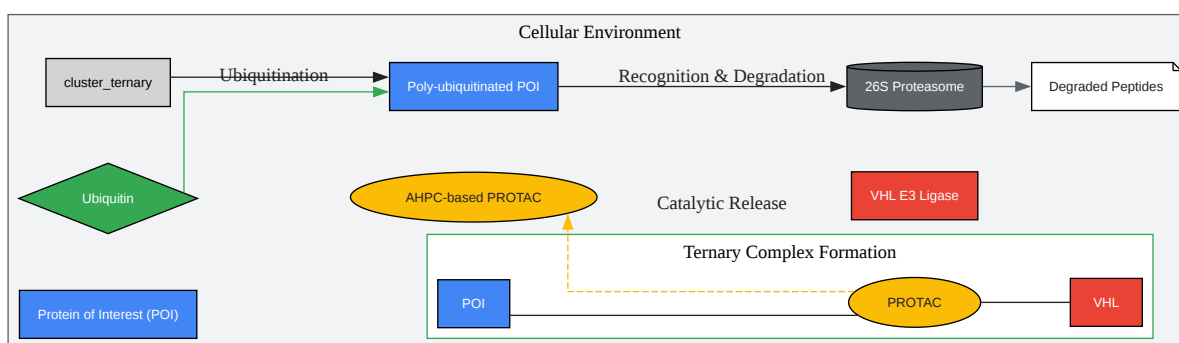 Cellular Environment
cluster_ternary
Ubiquitination
Poly-ubiquitinated POI
Recognition & Degradation
26S Proteasome
Degraded Peptides
Ubiquitin
AHPC-based PROTAC
Catalytic Release
VHL E3 Ligase
Ternary Complex Formation
Protein of Interest (POI)
POI
PROTAC
VHL